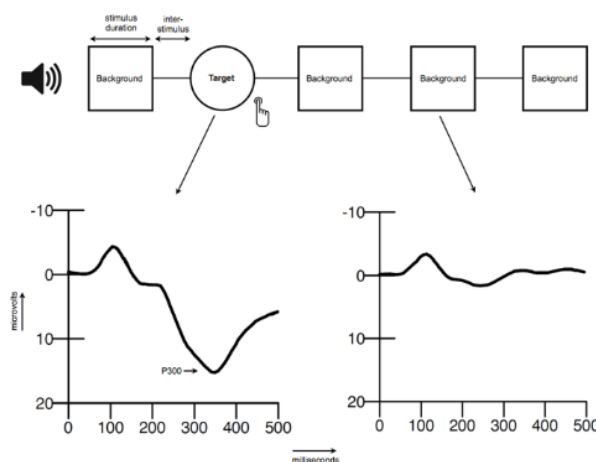 stimulus
duration
inter-
stimulus
Background
Target
Background
Background
Background
-10
0
10
20
microvolts
P300
0 100 200 300 400 500
-10
0
10
20
0 100 200 300 400 500
milliseconds